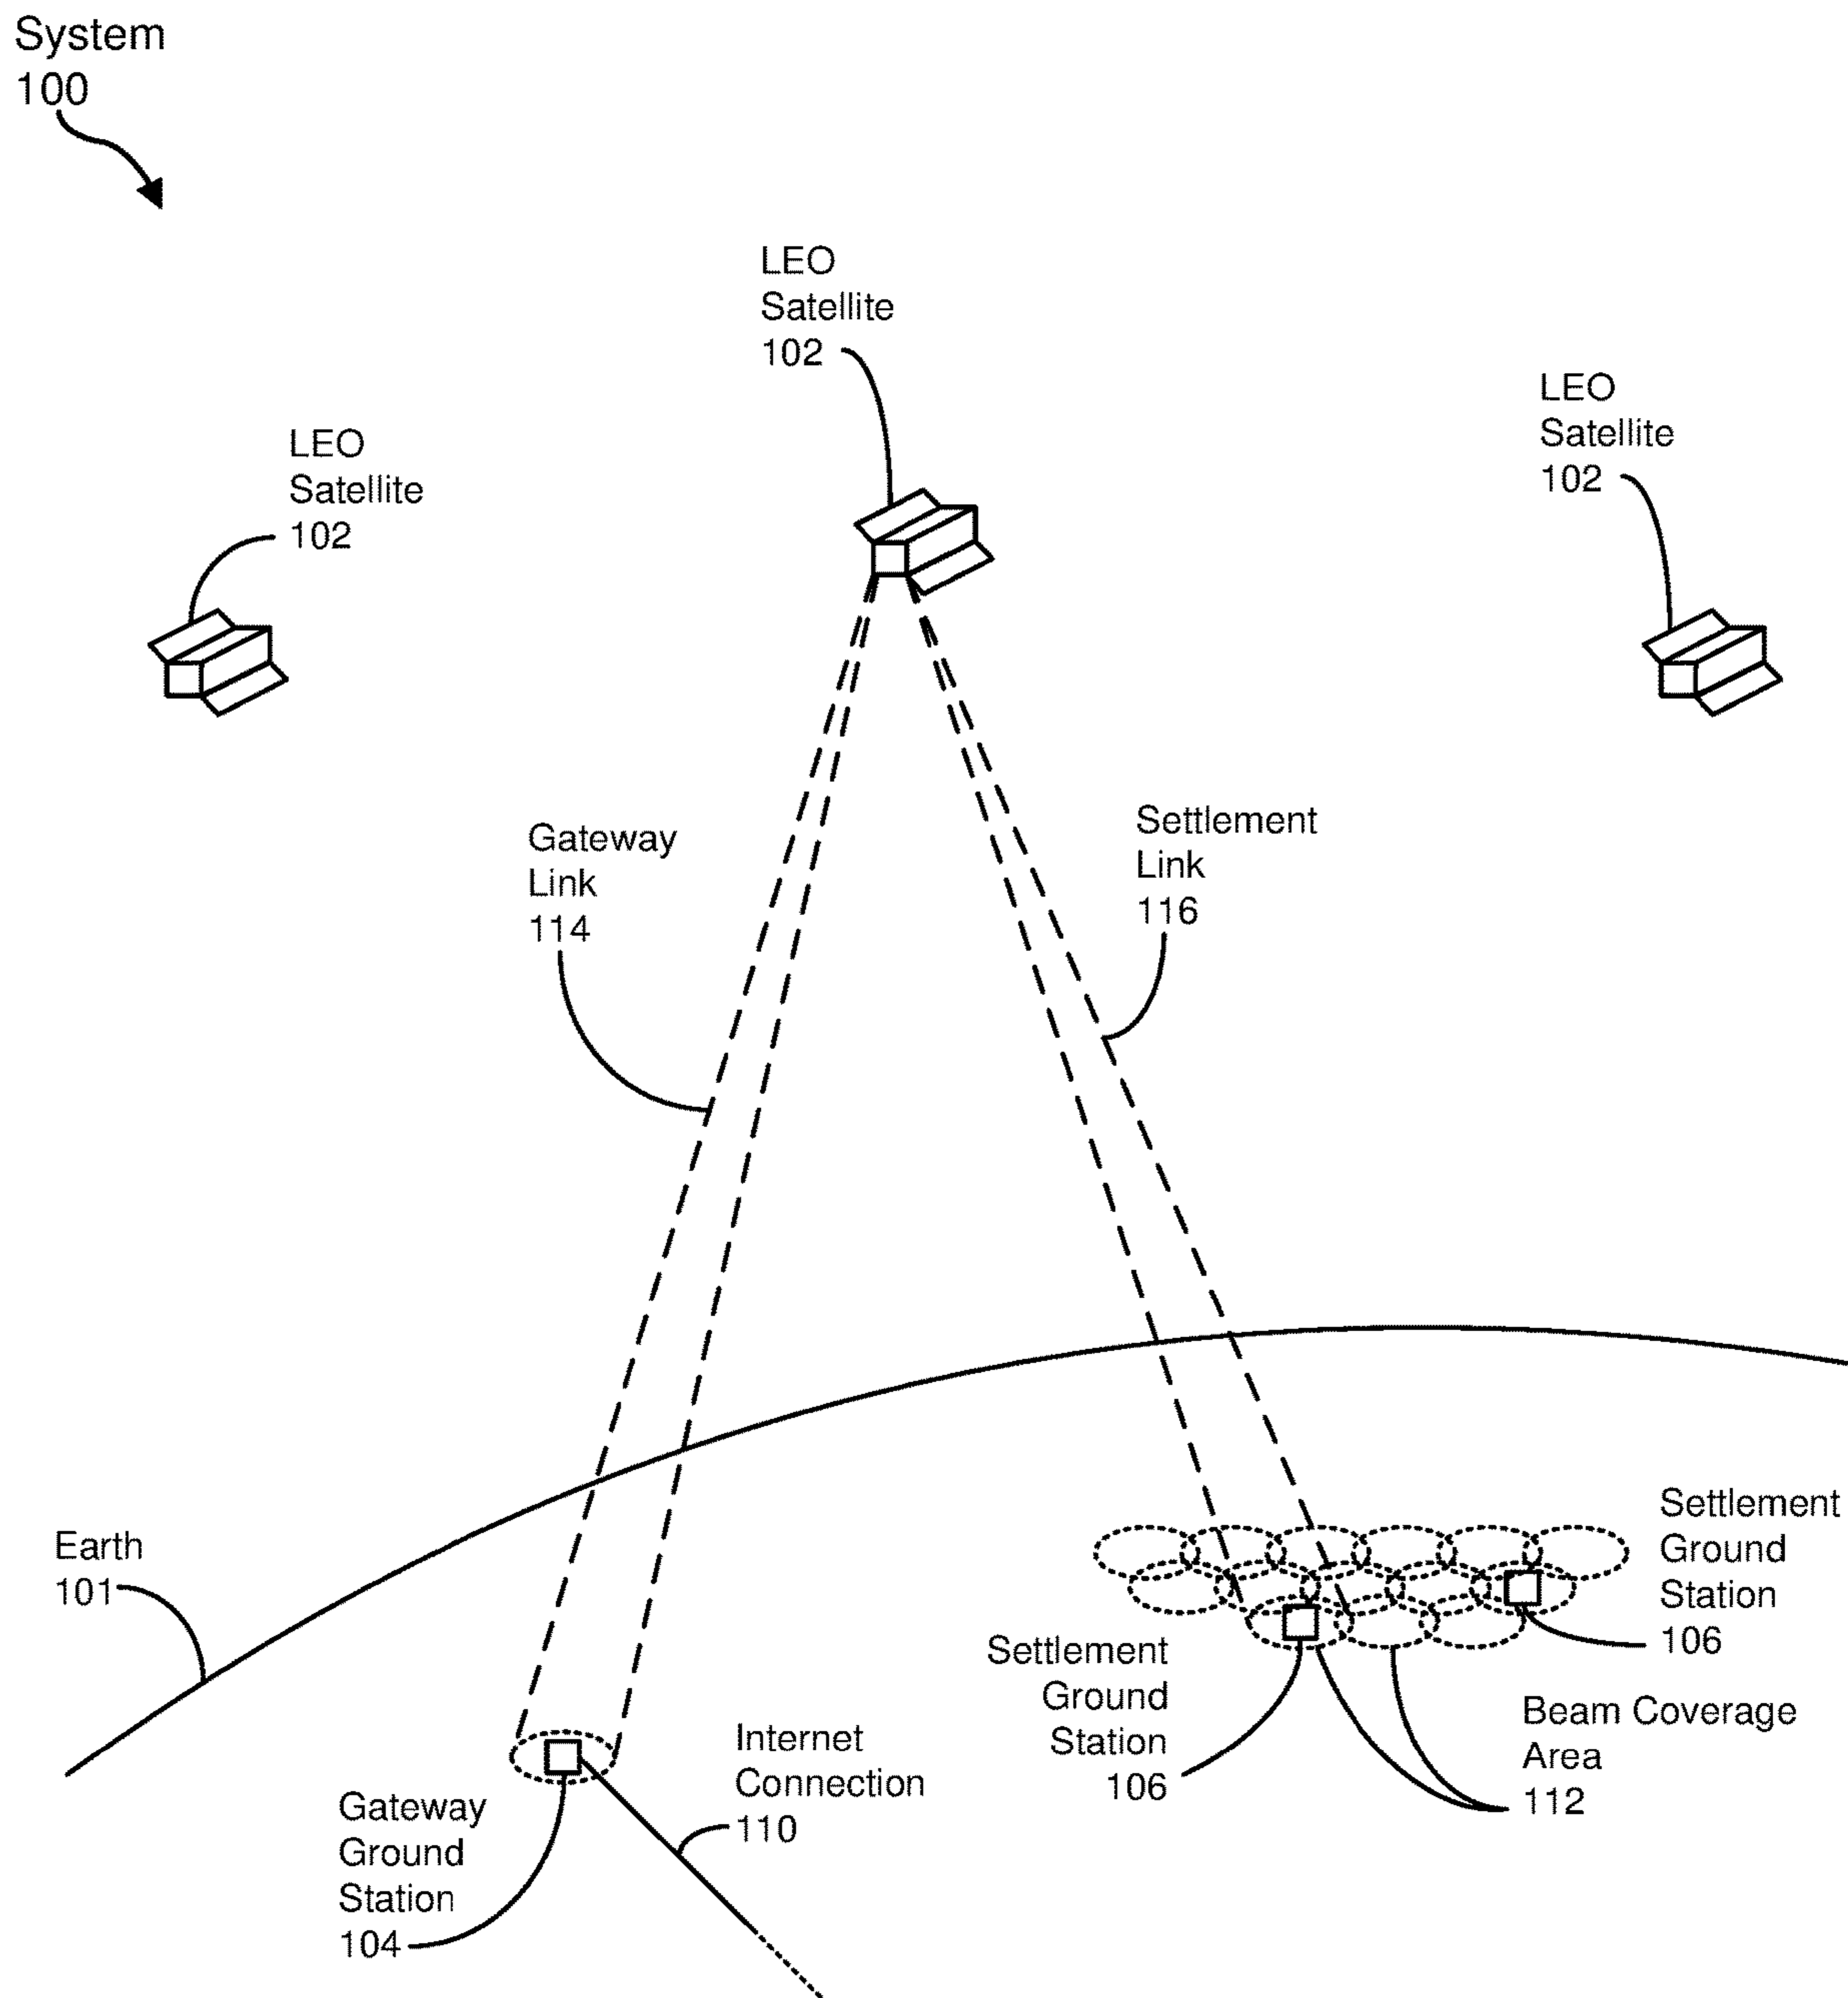 System
100
LEO
Satellite
102
LEO
Satellite
102
LEO
Satellite
102
Gateway
Link
114
Settlement
Link
116
Earth
101
Settlement
Ground
Station
106
Settlement
Ground
Station
106
Beam Coverage
Area
112
Internet
Connection
110
Gateway
Ground
Station
104